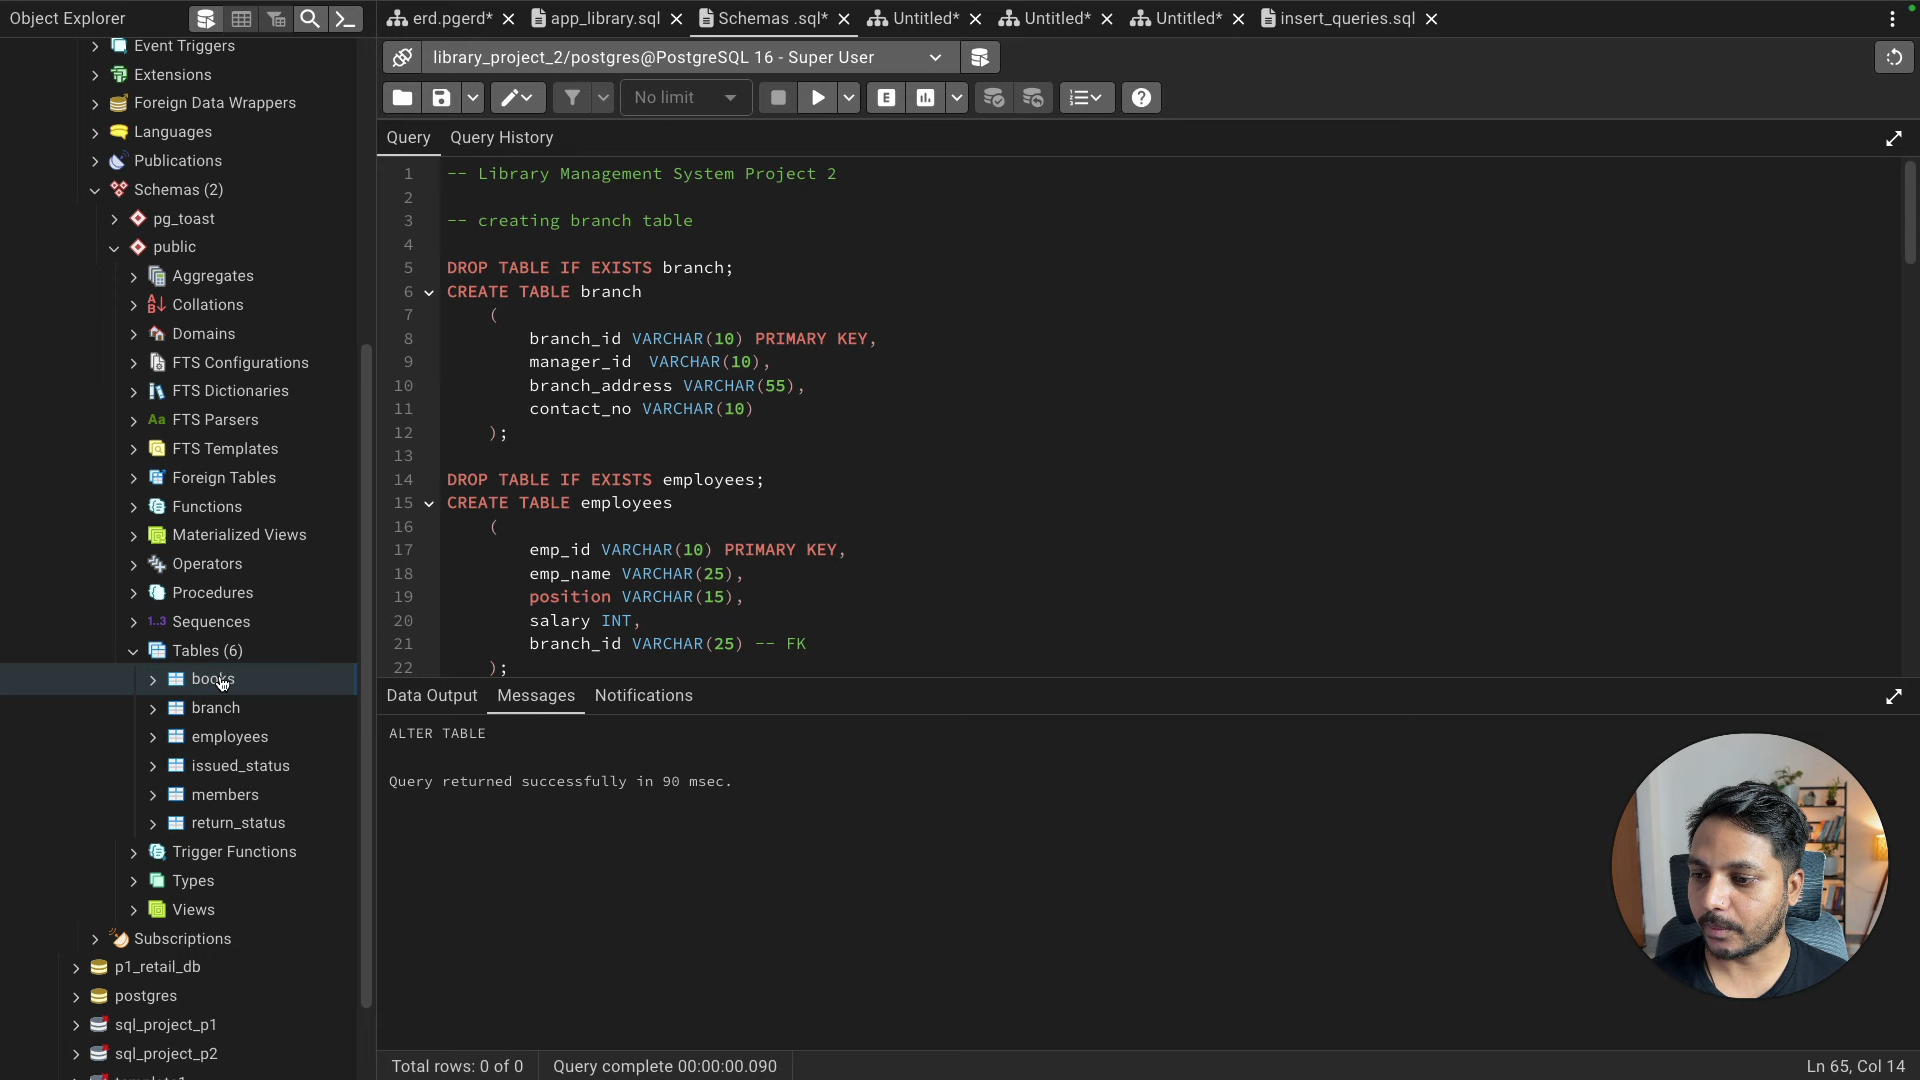 Object Explorer
erd.pgerd*
app_library.sql
Schemas .sql*
Untitled*
Untitled*
Untitled*
insert_queries.sql
library_project_2/postgres@PostgreSQL 16 - Super User
No limit
E
Query
Query History
Event Triggers
Extensions
Foreign Data Wrappers
Languages
Publications
Schemas (2)
pg_toast
public
Aggregates
Collations
Domains
FTS Configurations
FTS Dictionaries
Aa FTS Parsers
FTS Templates
Foreign Tables
Functions
Materialized Views
Operators
Procedures
1..3 Sequences
Tables (6)
books
branch
employees
issued_status
members
return_status
Trigger Functions
Types
Views
Subscriptions
p1_retail_db
postgres
sql_project_p1
sql_project_p2
1 -- Library Management System Project 2
2
3 -- creating branch table
4
5 DROP TABLE IF EXISTS branch;
6 CREATE TABLE branch
7 (
8 branch_id VARCHAR(10) PRIMARY KEY,
9 manager_id VARCHAR(10),
10 branch_address VARCHAR(55),
11 contact_no VARCHAR(10)
12 );
13
14 DROP TABLE IF EXISTS employees;
15 CREATE TABLE employees
16 (
17 emp_id VARCHAR(10) PRIMARY KEY,
18 emp_name VARCHAR(25),
19 position VARCHAR(15),
20 salary INT,
21 branch_id VARCHAR(25) -- FK
22 );
Data Output
Messages
Notifications
ALTER TABLE
Query returned successfully in 90 msec.
Total rows: 0 of 0
Query complete 00:00:00.090
Ln 65, Col 14